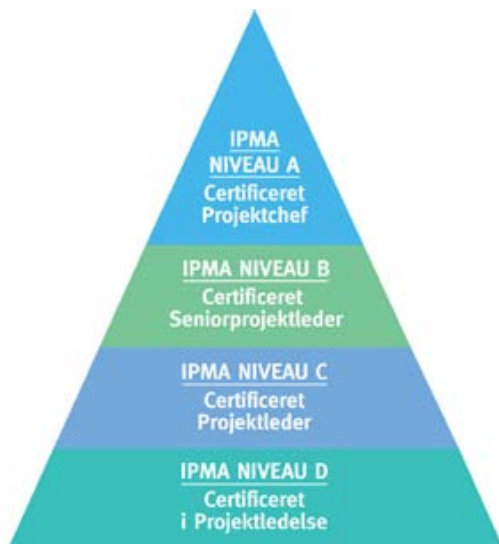 IPMA
NIVEAU A
Certificeret
Projektchef
IPMA NIVEAU B
Certificeret
Seniorprojektleder
IPMA NIVEAU C
Certificeret
Projektleder
IPMA NIVEAU D
Certificeret
i Projektledelse